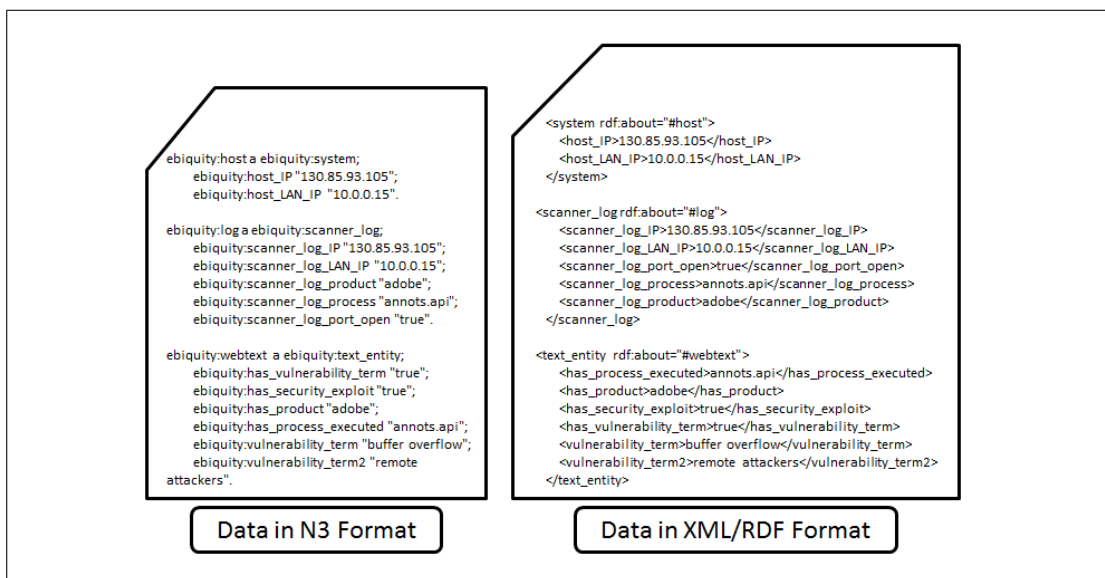 ebiquity:host a ebiquity:system;
ebiquity:host_IP "130.85.93.105";
ebiquity:host_LAN_IP "10.0.0.15".
ebiquity:log a ebiquity:scanner_log;
ebiquity:scanner_log_IP "130.85.93.105";
ebiquity:scanner_log_LAN_IP "10.0.0.15";
ebiquity:scanner_log_product "adobe";
ebiquity:scanner_log_process "annots.api";
ebiquity:scanner_log_port_open "true".
ebiquity:webtext a ebiquity:text_entity;
ebiquity:has_vulnerability_term "true";
ebiquity:has_security_exploit "true";
ebiquity:has_product "adobe";
ebiquity:has_process_executed "annots.api";
ebiquity:vulnerability_term "buffer overflow";
ebiquity:vulnerability_term2 "remote
attackers".
Data in N3 Format
<system rdf:about="#host">
<host_IP>130.85.93.105</host_IP>
<host_LAN_IP>10.0.0.15</host_LAN_IP>
</system>
<scanner_log rdf:about="#log">
<scanner_log_IP>130.85.93.105</scanner_log_IP>
<scanner_log_LAN_IP>10.0.0.15</scanner_log_LAN_IP>
<scanner_log_port_open>true</scanner_log_port_open>
<scanner_log_process>annots.api</scanner_log_process>
<scanner_log_product>adobe</scanner_log_product>
</scanner_log>
<text_entity rdf:about="#webtext">
<has_process_executed>annots.api</has_process_executed>
<has_product>adobe</has_product>
<has_security_exploit>true</has_security_exploit>
<has_vulnerability_term>true</has_vulnerability_term>
<vulnerability_term>buffer overflow</vulnerability_term>
<vulnerability_term2>remote attackers</vulnerability_term2>
</text_entity>
Data in XML/RDF Format